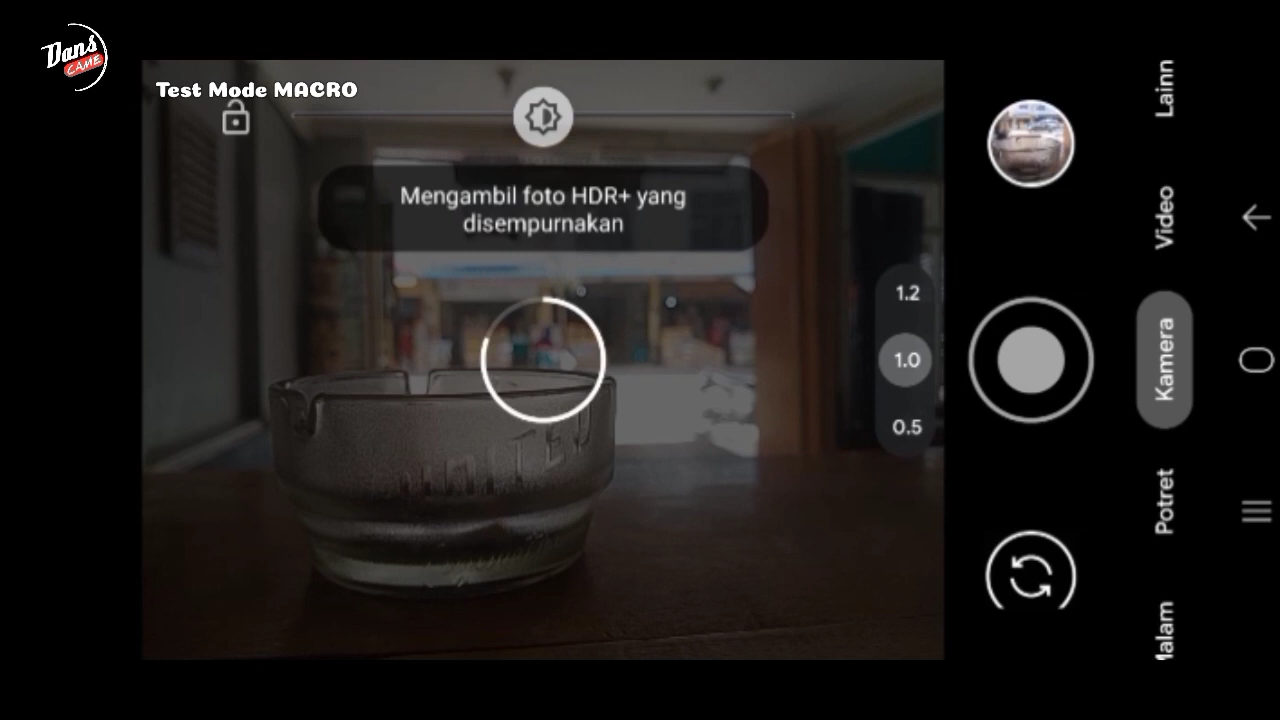 Dans
CAME
Test Mode MACRO
Mengambil foto HDR+ yang
disempurnakan
1.2
1.0
0.5
Lainn
Video
Kamera
Potret
Malam
UNITED